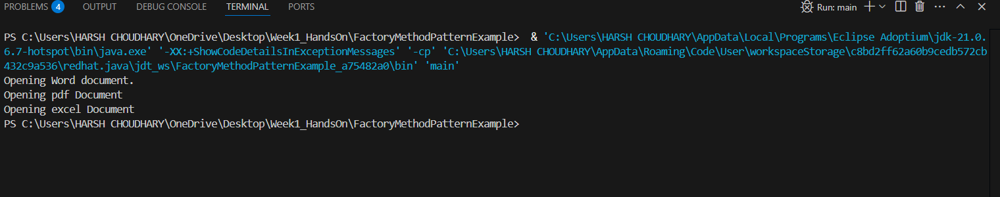 PROBLEMS 4 OUTPUT DEBUG CONSOLE TERMINAL PORTS Run: main
PS C:\Users\HARSH CHOUDHARY\OneDrive\Desktop\Week1_HandsOn\FactoryMethodPatternExample> & 'C:\Users\HARSH CHOUDHARY\AppData\Local\Programs\Eclipse Adoptium\jdk-21.0.
6.7-hotspot\bin\java.exe' '-XX:+ShowCodeDetailsInExceptionMessages' '-cp' 'C:\Users\HARSH CHOUDHARY\AppData\Roaming\Code\User\workspaceStorage\c8bd2ff62a60b9cedb572cb
432c9a536\redhat.java\jdt_ws\FactoryMethodPatternExample_a75482a0\bin' 'main'
Opening Word document.
Opening pdf Document
Opening excel Document
PS C:\Users\HARSH CHOUDHARY\OneDrive\Desktop\Week1_HandsOn\FactoryMethodPatternExample>